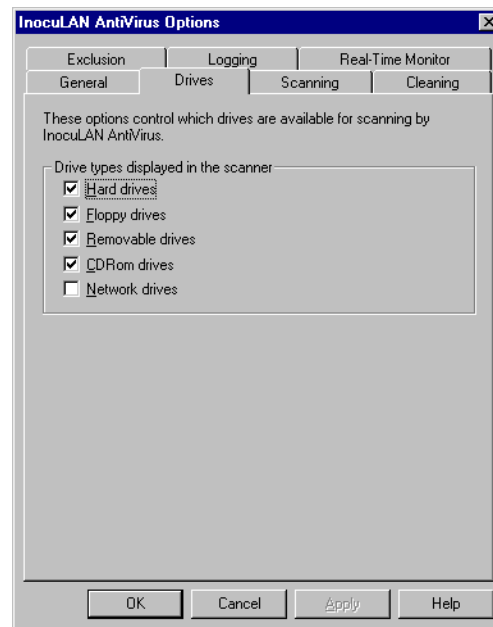 InocuLAN AntiVirus Options
Exclusion Logging Real-Time Monitor
General Drives Scanning Cleaning
These options control which drives are available for scanning by
InocuLAN AntiVirus.
Drive types displayed in the scanner
Hard drives
Floppy drives
Removable drives
CDRom drives
Network drives
OK Cancel Apply Help